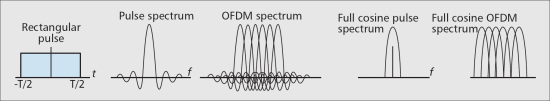 Rectangular
pulse
-T/2
T/2
t
Pulse spectrum
f
OFDM spectrum
Full cosine pulse
spectrum
f
Full cosine OFDM
spectrum